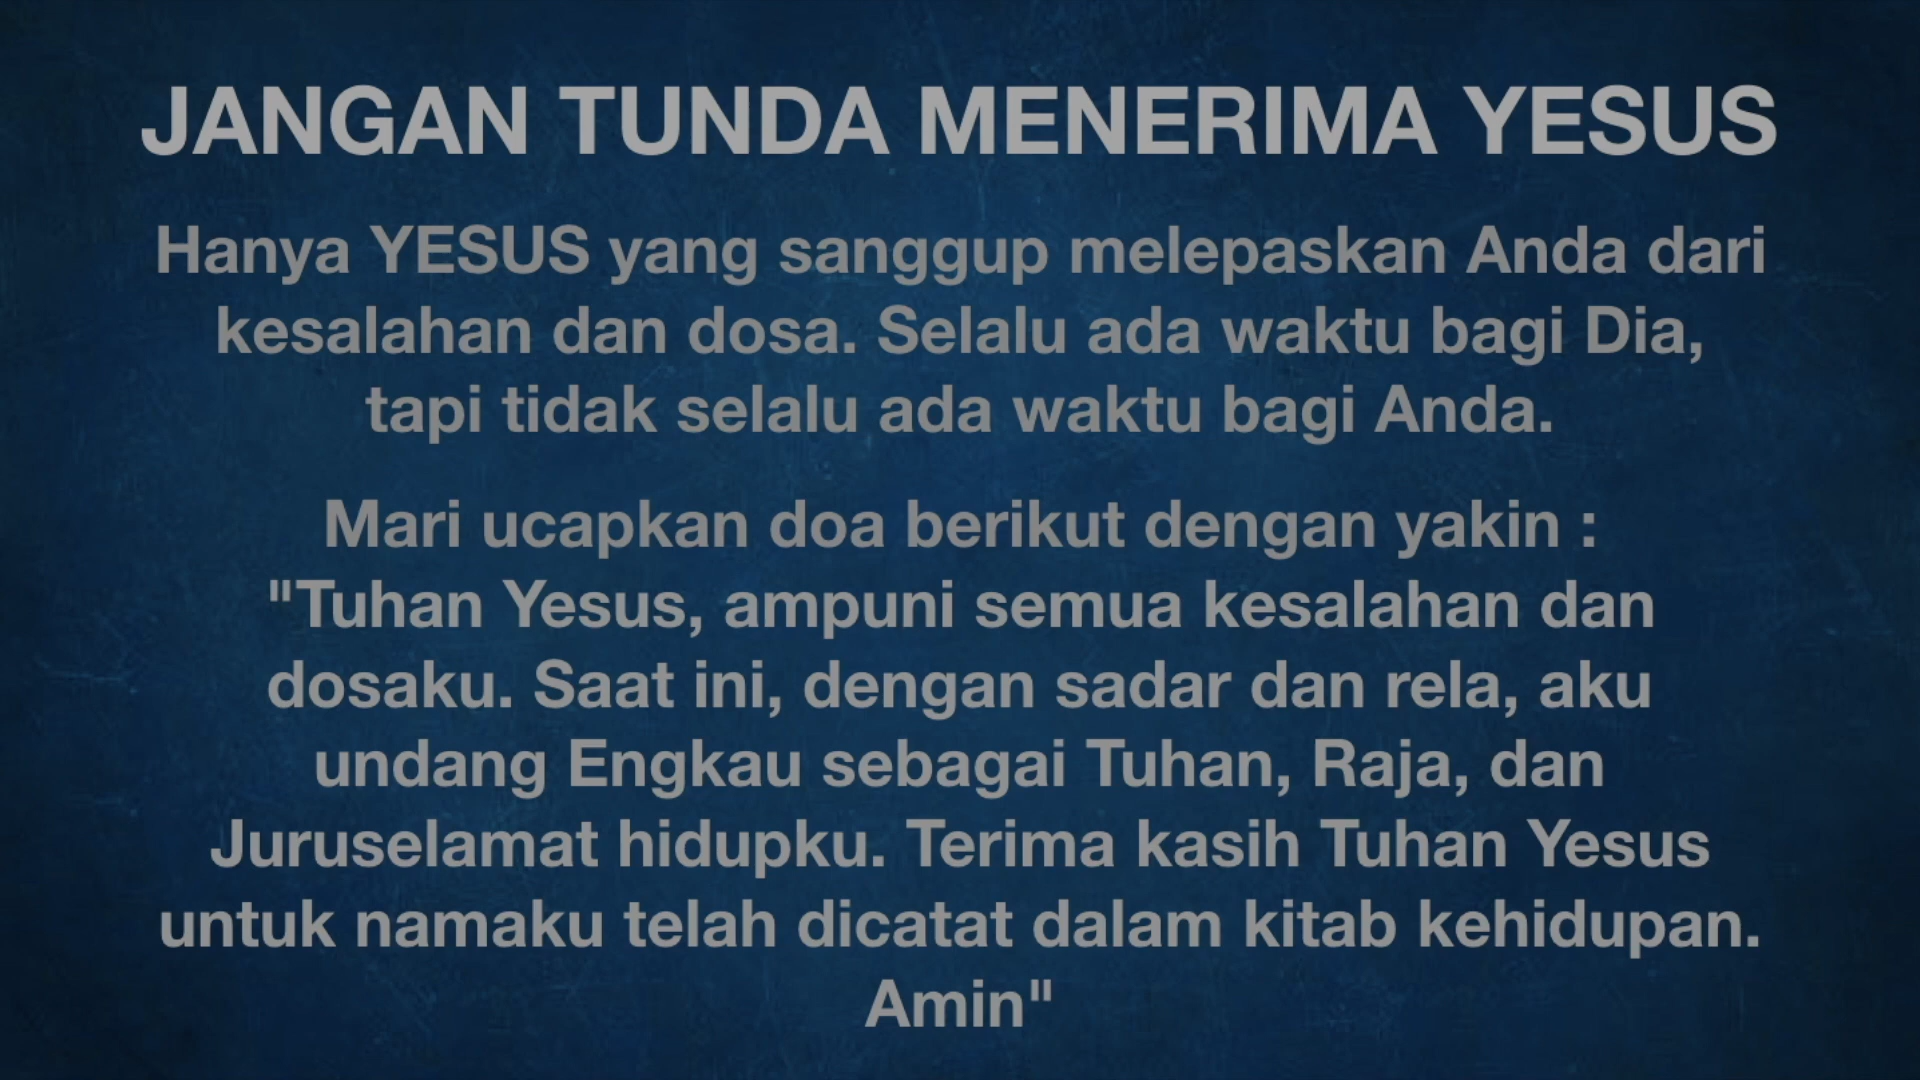 JANGAN TUNDA MENERIMA YESUS
Hanya YESUS yang sanggup melepaskan Anda dari
kesalahan dan dosa. Selalu ada waktu bagi Dia,
tapi tidak selalu ada waktu bagi Anda.
Mari ucapkan doa berikut dengan yakin :
"Tuhan Yesus, ampuni semua kesalahan dan
dosaku. Saat ini, dengan sadar dan rela, aku
undang Engkau sebagai Tuhan, Raja, dan
Juruselamat hidupku. Terima kasih Tuhan Yesus
untuk namaku telah dicatat dalam kitab kehidupan.
Amin"